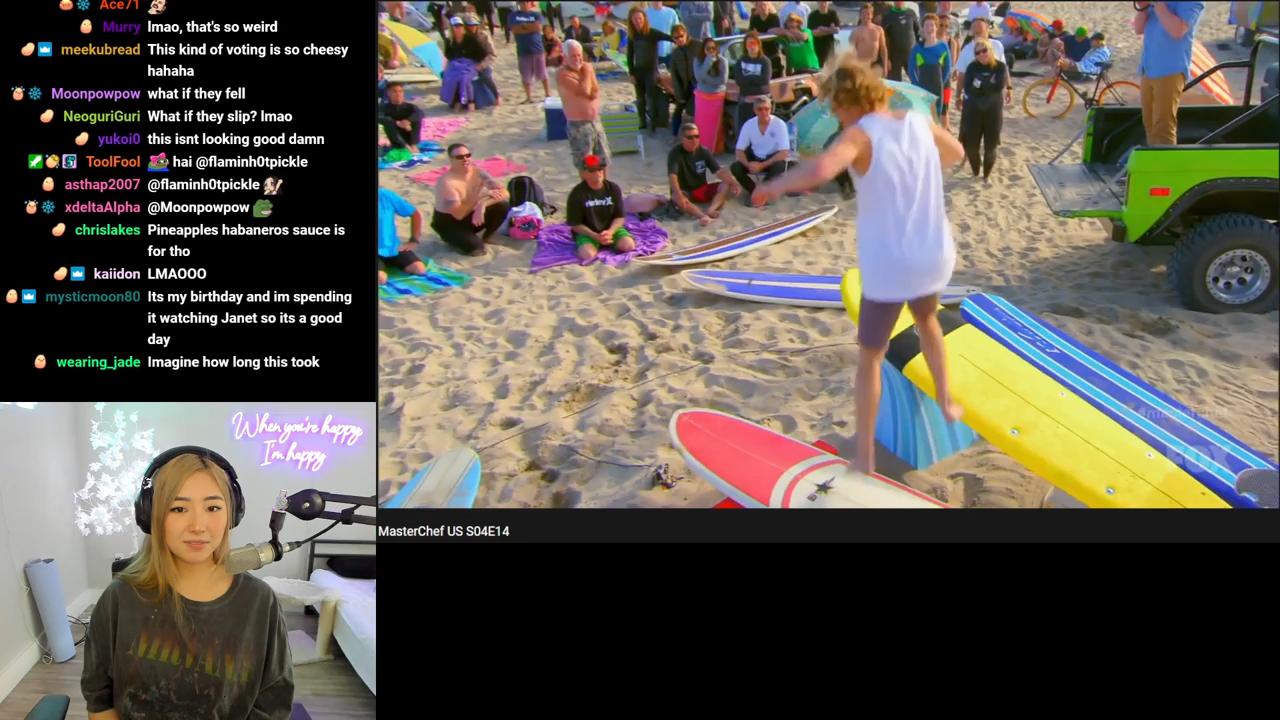 Ace71
Murry lmao, that's so weird
meekubread This kind of voting is so cheesy
hahaha
Moonpowpow what if they fell
NeoguriGuri What if they slip? lmao
yukoi0 this isnt looking good damn
ToolFool hai @flaminh0tpickle
asthap2007 @flaminh0tpickle
xdeltaAlpha @Moonpowpow
chrislakes Pineapples habaneros sauce is
for tho
kaiidon LMAOOO
mysticmoon80 Its my birthday and im spending
it watching Janet so its a good
day
wearing_jade Imagine how long this took
When you're happy
I'm happy
NIRVANA
Hurley
FOX
MasterChef US S04E14